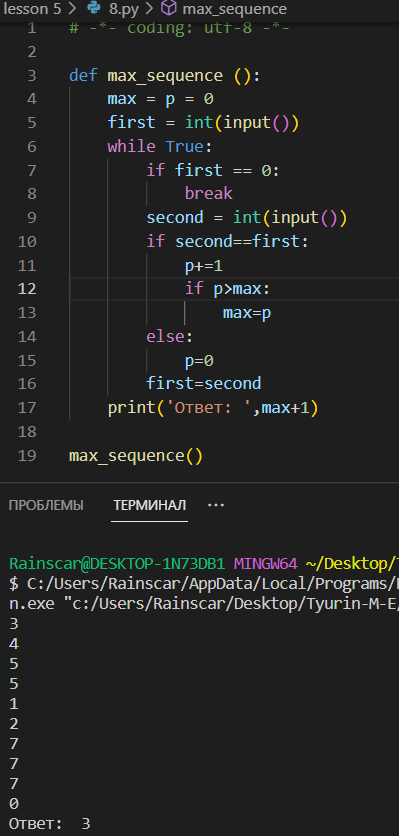 lesson 5 > 8.py > max_sequence
1 # -*- coding: utf-8 -*-
2
3 def max_sequence ():
4     max = p = 0
5     first = int(input())
6     while True:
7         if first == 0:
8             break
9         second = int(input())
10         if second==first:
11             p+=1
12             if p>max:
13                 max=p
14         else:
15             p=0
16         first=second
17     print('Ответ: ',max+1)
18
19 max_sequence()
ПРОБЛЕМЫ ТЕРМИНАЛ ...
Rainscar@DESKTOP-1N73DB1 MINGW64 ~/Desktop/
$ C:/Users/Rainscar/AppData/Local/Programs/
n.exe "c:/Users/Rainscar/Desktop/Tyurin-M-E/
3
4
5
5
1
2
7
7
7
0
Ответ:  3